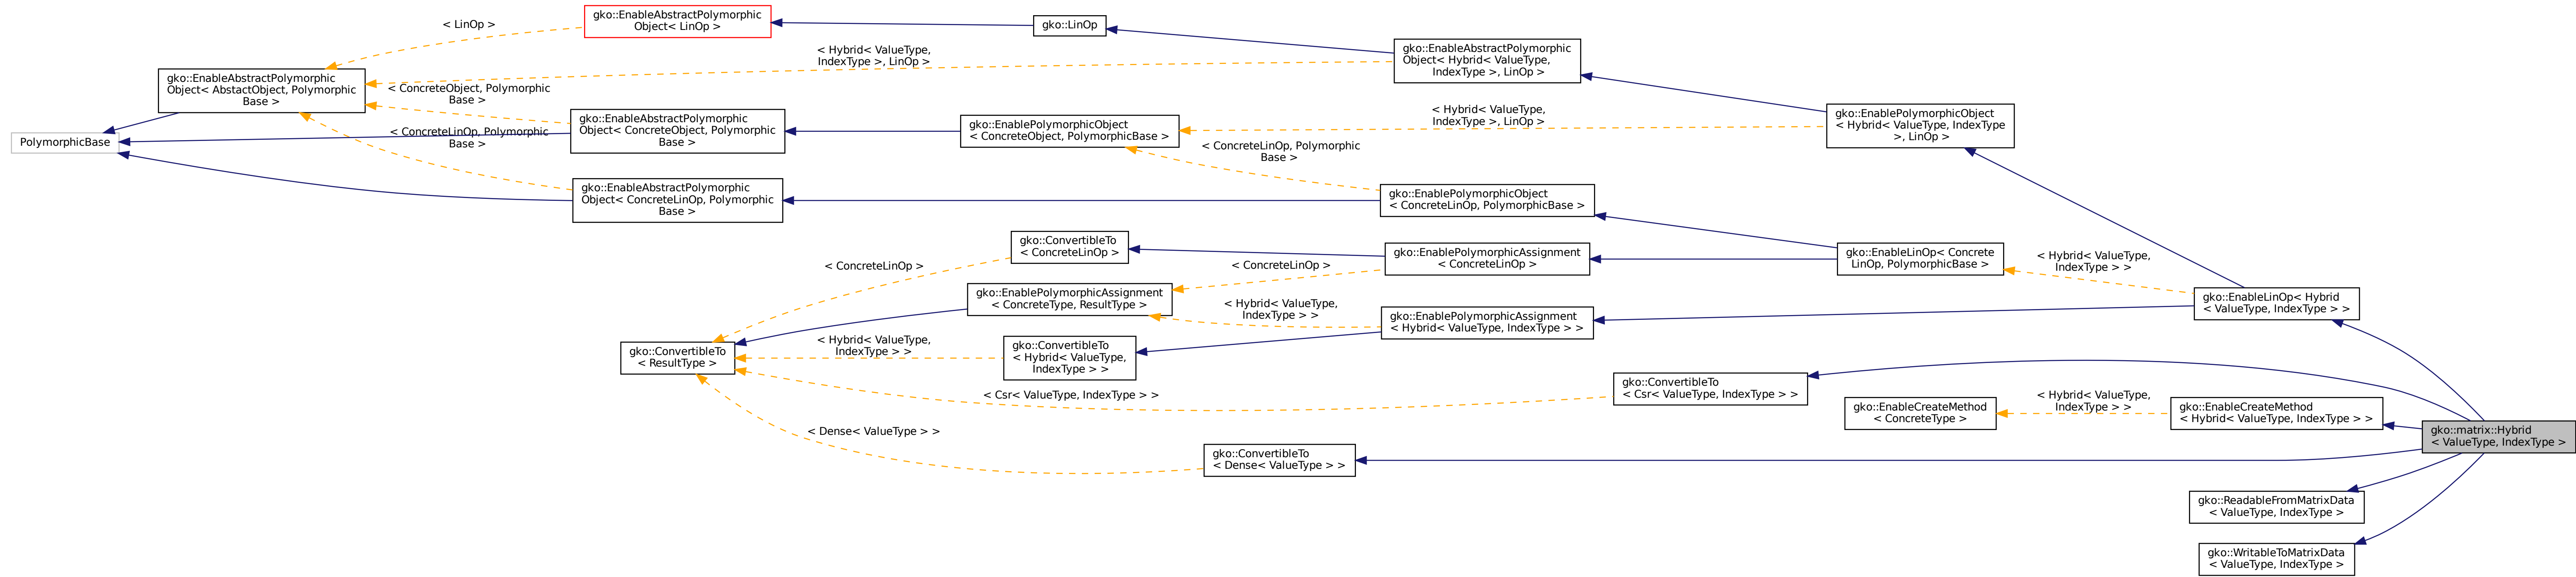 < LinOp >
gko::EnableAbstractPolymorphic
Object< LinOp >
gko::LinOp
< Hybrid< ValueType,
IndexType >, LinOp >
gko::EnableAbstractPolymorphic
Object< Hybrid< ValueType,
IndexType >, LinOp >
gko::EnableAbstractPolymorphic
Object< AbstactObject, Polymorphic
Base >
< ConcreteObject, Polymorphic
Base >
gko::EnableAbstractPolymorphic
Object< ConcreteObject, Polymorphic
Base >
gko::EnablePolymorphicObject
< ConcreteObject, PolymorphicBase >
< Hybrid< ValueType,
IndexType >, LinOp >
gko::EnablePolymorphicObject
< Hybrid< ValueType, IndexType
>, LinOp >
PolymorphicBase
< ConcreteLinOp, Polymorphic
Base >
< ConcreteLinOp, Polymorphic
Base >
gko::EnableAbstractPolymorphic
Object< ConcreteLinOp, Polymorphic
Base >
gko::EnablePolymorphicObject
< ConcreteLinOp, PolymorphicBase >
gko::ConvertibleTo
< ConcreteLinOp >
gko::EnablePolymorphicAssignment
< ConcreteLinOp >
gko::EnableLinOp< Concrete
LinOp, PolymorphicBase >
< Hybrid< ValueType,
IndexType > >
< ConcreteLinOp >
< ConcreteLinOp >
gko::EnablePolymorphicAssignment
< ConcreteType, ResultType >
< Hybrid< ValueType,
IndexType > >
gko::EnablePolymorphicAssignment
< Hybrid< ValueType, IndexType > >
gko::EnableLinOp< Hybrid
< ValueType, IndexType > >
gko::ConvertibleTo
< ResultType >
< Hybrid< ValueType,
IndexType > >
gko::ConvertibleTo
< Hybrid< ValueType,
IndexType > >
< Csr< ValueType, IndexType > >
gko::ConvertibleTo
< Csr< ValueType, IndexType > >
gko::EnableCreateMethod
< ConcreteType >
< Hybrid< ValueType,
IndexType > >
gko::EnableCreateMethod
< Hybrid< ValueType, IndexType > >
gko::matrix::Hybrid
< ValueType, IndexType >
< Dense< ValueType > >
gko::ConvertibleTo
< Dense< ValueType > >
gko::ReadableFromMatrixData
< ValueType, IndexType >
gko::WritableToMatrixData
< ValueType, IndexType >